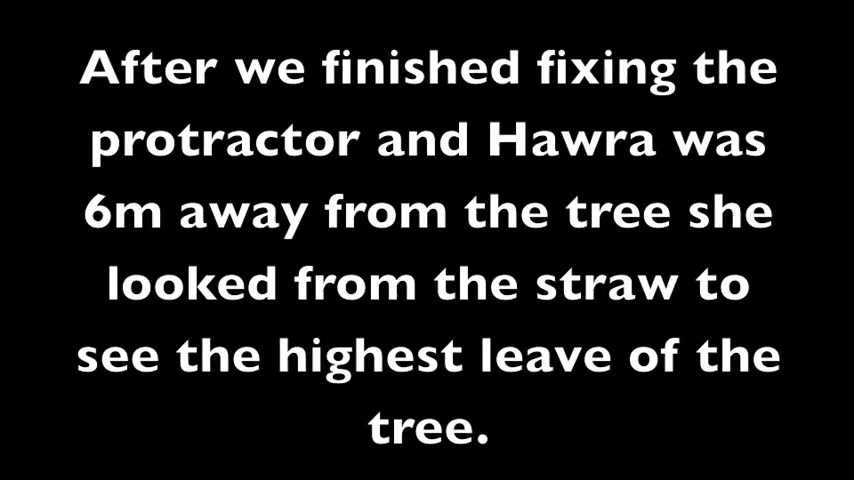 After we finished fixing the
protractor and Hawra was
6m away from the tree she
looked from the straw to
see the highest leave of the
tree.